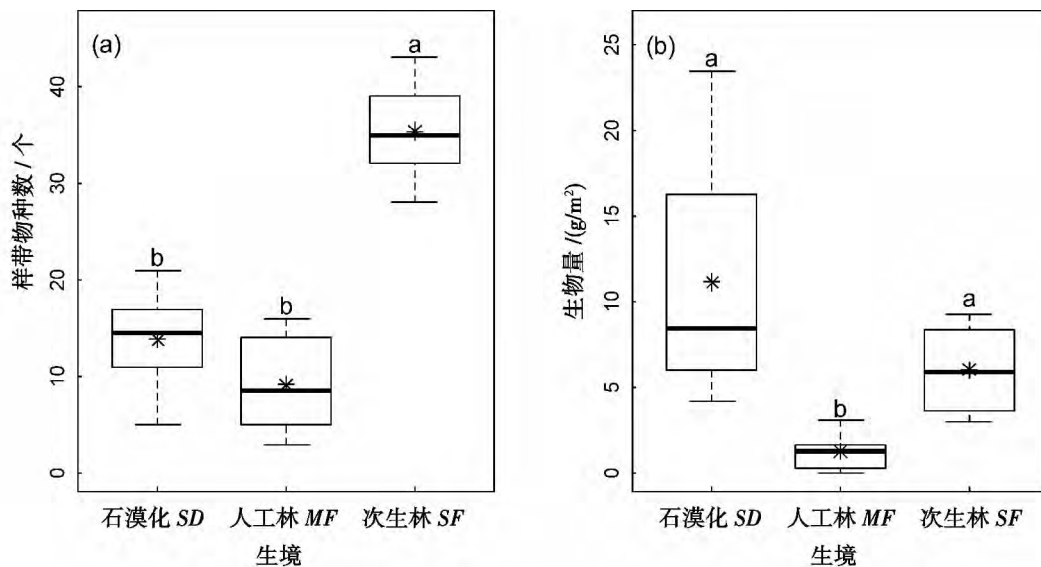 (a)
样带物种数 / 个
0
10
20
30
40
b
b
a
石漠化 SD
人工林 MF
次生林 SF
生境
(b)
生物量 /(g/m²)
0
5
10
15
20
25
a
b
a
石漠化 SD
人工林 MF
次生林 SF
生境